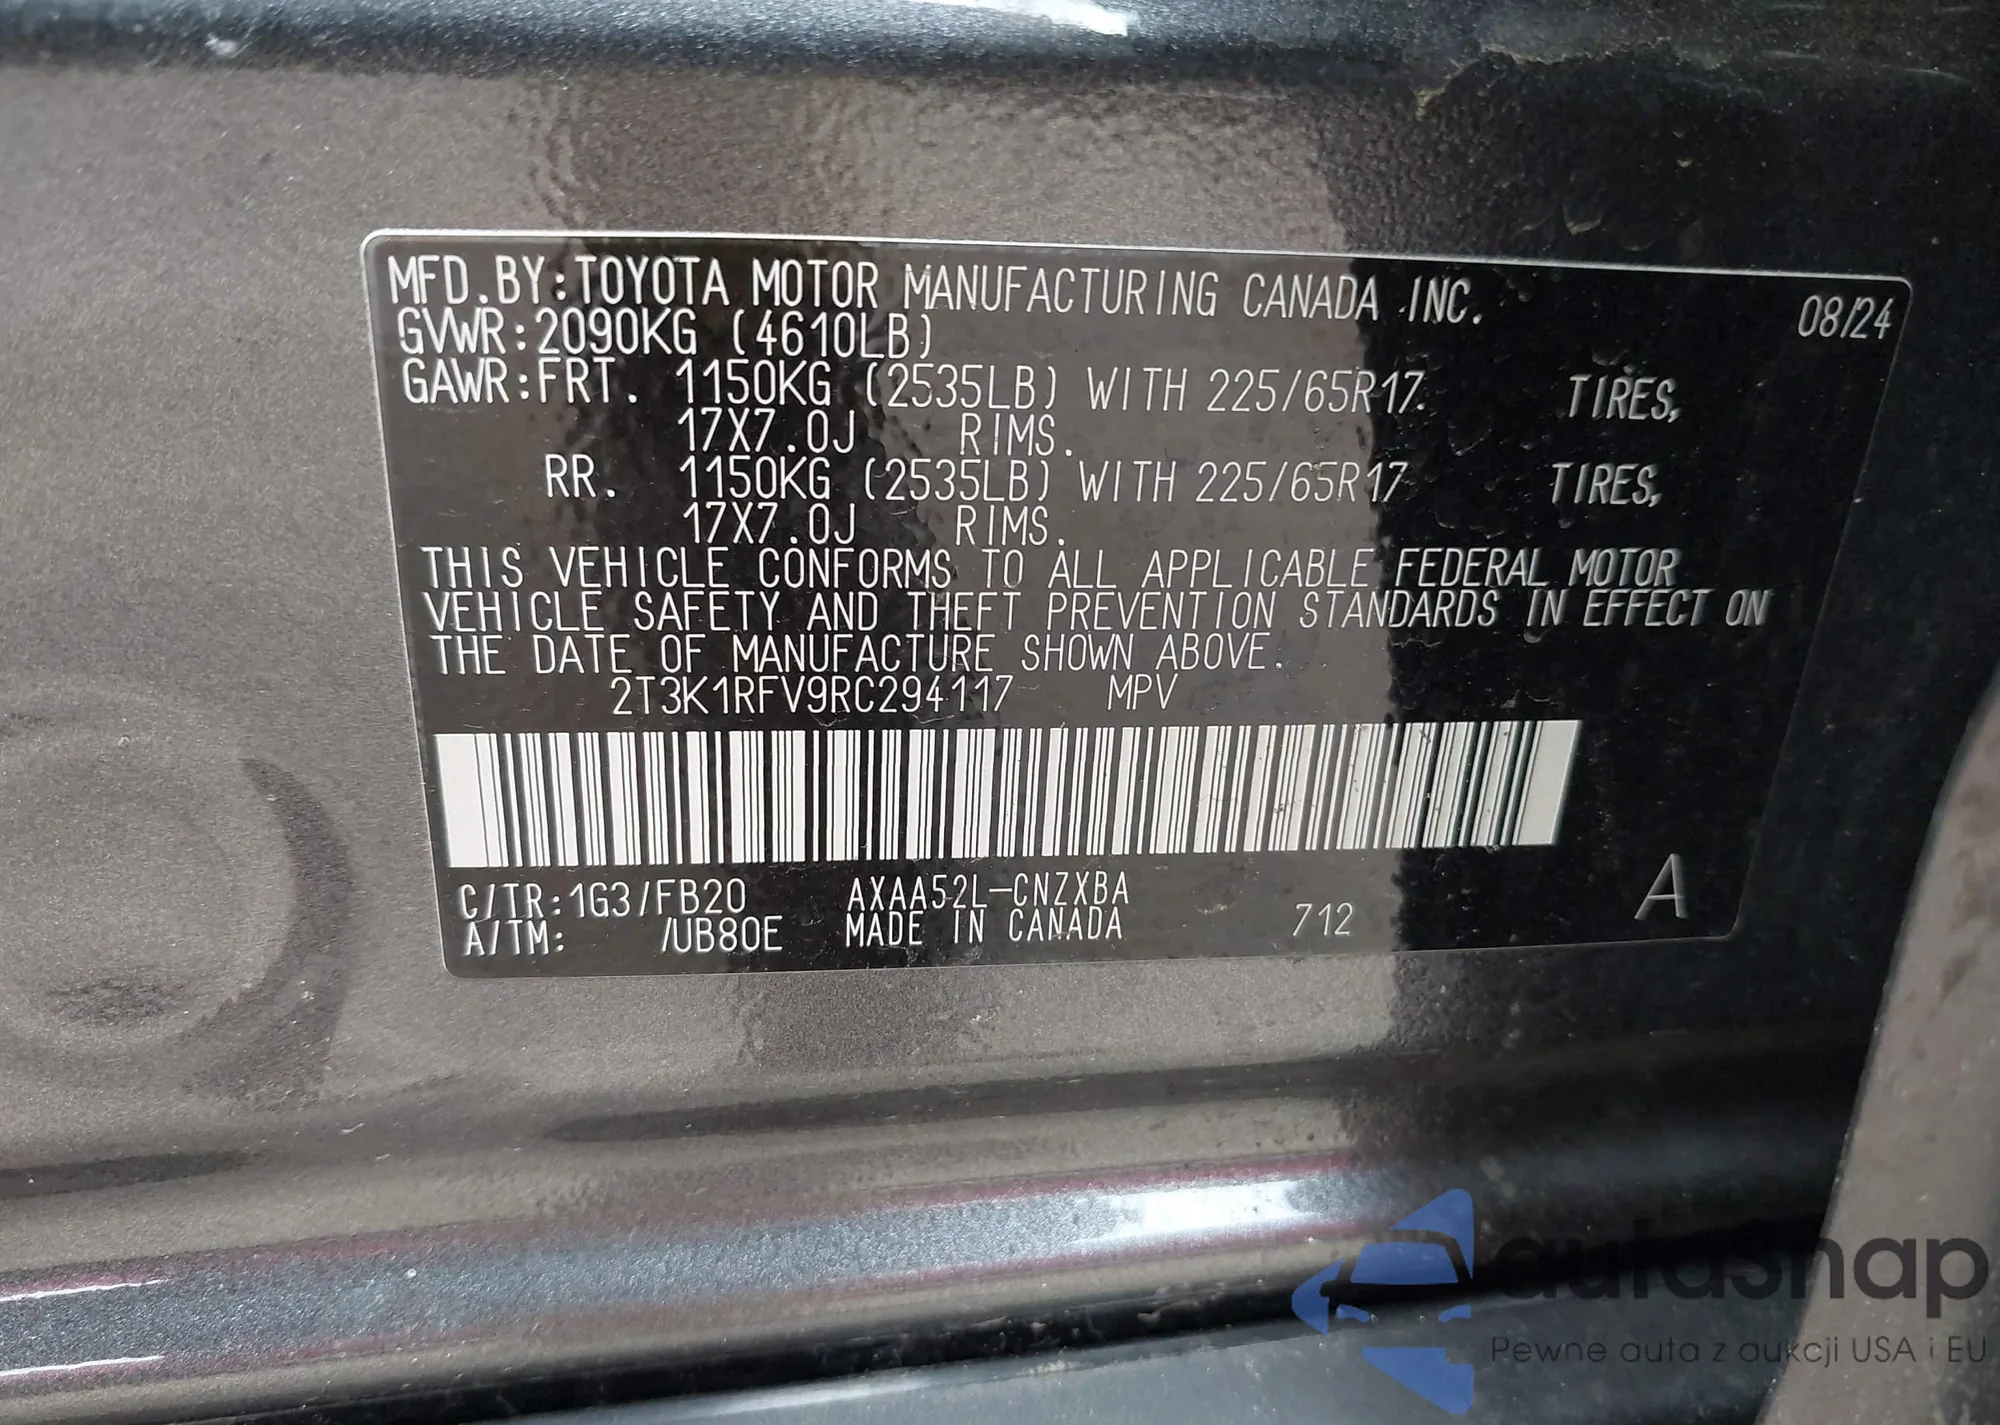 MFD.BY:TOYOTA MOTOR MANUFACTURING CANADA INC. 08/24
GVWR:2090KG (4610LB)
GAWR:FRT. 1150KG (2535LB) WITH 225/65R17 TIRES,
17X7.0J RIMS.
RR. 1150KG (2535LB) WITH 225/65R17 TIRES,
17X7.0J RIMS.
THIS VEHICLE CONFORMS TO ALL APPLICABLE FEDERAL MOTOR
VEHICLE SAFETY AND THEFT PREVENTION STANDARDS IN EFFECT ON
THE DATE OF MANUFACTURE SHOWN ABOVE.
2T3K1RFV9RC294117 MPV
C/TR:1G3/FB20 AXAA52L-CNZXBA
A/TM: /UB80E MADE IN CANADA 712 A
autasnap
Pewne auta z aukcji USA i EU